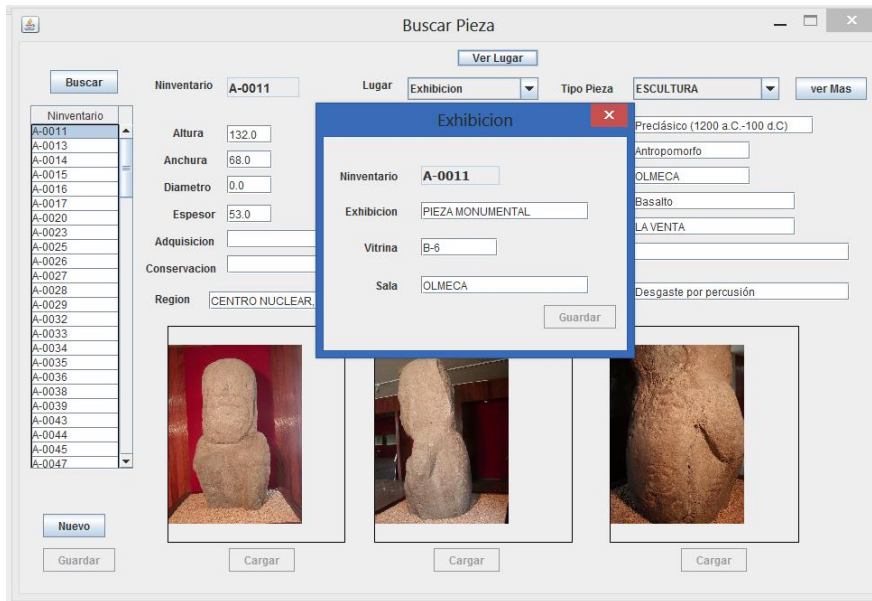 Buscar Pieza
Ver Lugar
Buscar
Ninventario A-0011 Lugar Exhibicion Tipo Pieza ESCULTURA ver Mas
Ninventario
A-0011
A-0013
A-0014
A-0015
A-0016
A-0017
A-0020
A-0023
A-0025
A-0026
A-0027
A-0028
A-0029
A-0032
A-0033
A-0034
A-0035
A-0036
A-0038
A-0039
A-0043
A-0044
A-0045
A-0047
Altura 132.0
Anchura 68.0
Diametro 0.0
Espesor 53.0
Adquisicion
Conservacion
Region CENTRO NUCLEAR,
Exhibicion
Ninventario A-0011
Exhibicion PIEZA MONUMENTAL
Vitrina B-6
Sala OLMECA
Guardar
Preclásico (1200 a.C.-100 d.C)
Antropomorfo
OLMECA
Basalto
LA VENTA
Desgaste por percusión
Nuevo
Guardar
Cargar
Cargar
Cargar